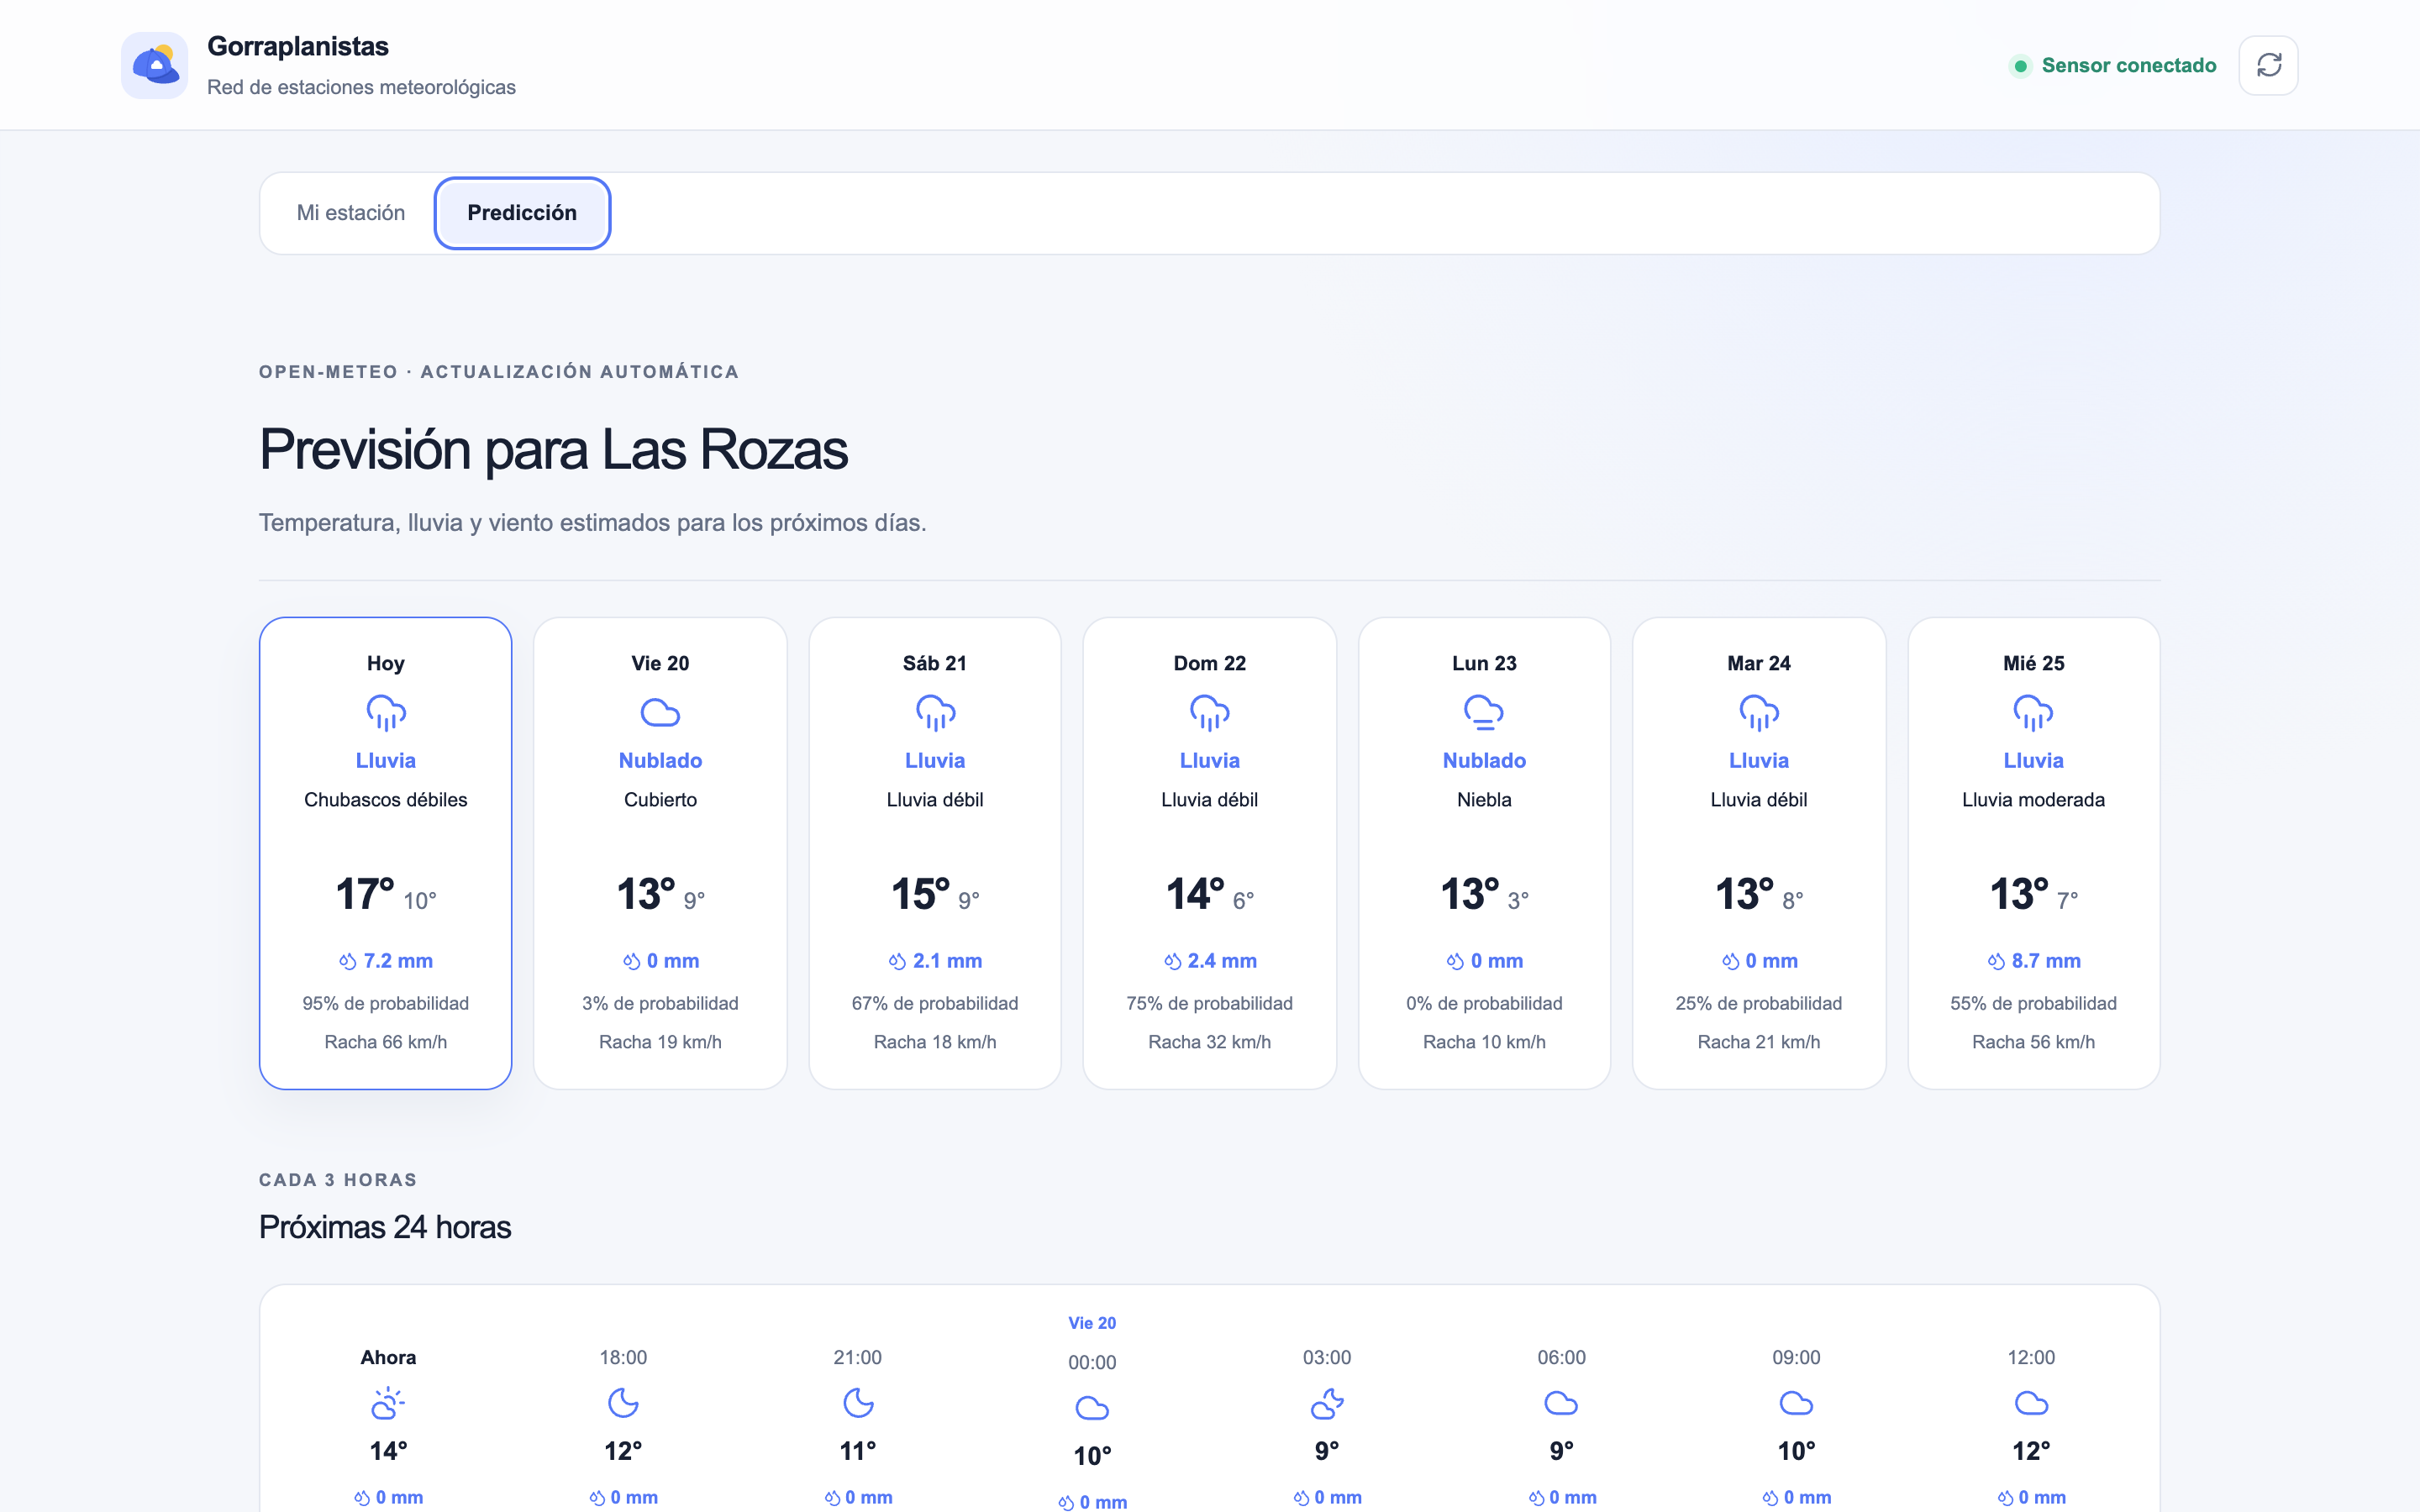 Gorraplanistas
Red de estaciones meteorológicas
Sensor conectado
Mi estación
Predicción
OPEN-METEO · ACTUALIZACIÓN AUTOMÁTICA
Previsión para Las Rozas
Temperatura, lluvia y viento estimados para los próximos días.
Hoy
Lluvia
Chubascos débiles
17° 10°
7.2 mm
95% de probabilidad
Racha 66 km/h
Vie 20
Nublado
Cubierto
13° 9°
0 mm
3% de probabilidad
Racha 19 km/h
Sáb 21
Lluvia
Lluvia débil
15° 9°
2.1 mm
67% de probabilidad
Racha 18 km/h
Dom 22
Lluvia
Lluvia débil
14° 6°
2.4 mm
75% de probabilidad
Racha 32 km/h
Lun 23
Nublado
Niebla
13° 3°
0 mm
0% de probabilidad
Racha 10 km/h
Mar 24
Lluvia
Lluvia débil
13° 8°
0 mm
25% de probabilidad
Racha 21 km/h
Mié 25
Lluvia
Lluvia moderada
13° 7°
8.7 mm
55% de probabilidad
Racha 56 km/h
CADA 3 HORAS
Próximas 24 horas
Ahora
14°
0 mm
18:00
12°
0 mm
21:00
11°
0 mm
Vie 20
00:00
10°
0 mm
03:00
9°
0 mm
06:00
9°
0 mm
09:00
10°
0 mm
12:00
12°
0 mm